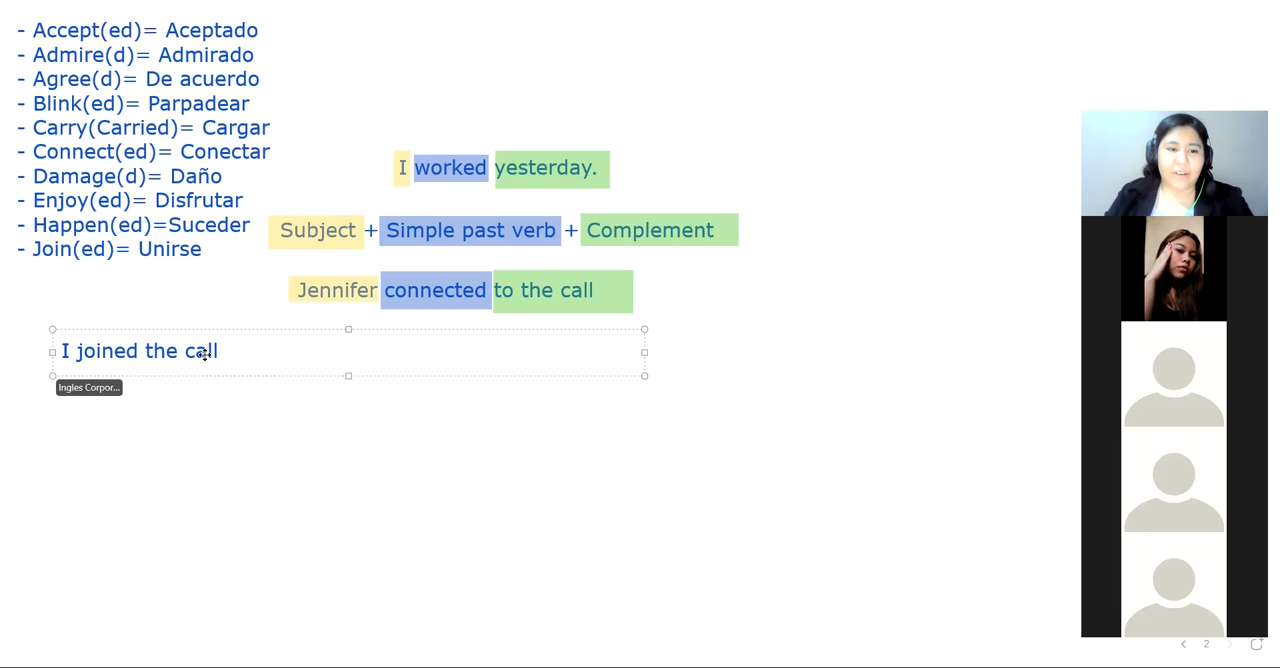 - Accept(ed)= Aceptado
- Admire(d)= Admirado
- Agree(d)= De acuerdo
- Blink(ed)= Parpadear
- Carry(Carried)= Cargar
- Connect(ed)= Conectar
- Damage(d)= Daño
- Enjoy(ed)= Disfrutar
- Happen(ed)=Suceder
- Join(ed)= Unirse
I worked yesterday.
Subject + Simple past verb + Complement
Jennifer connected to the call
I joined the call
Ingles Corpor...
2